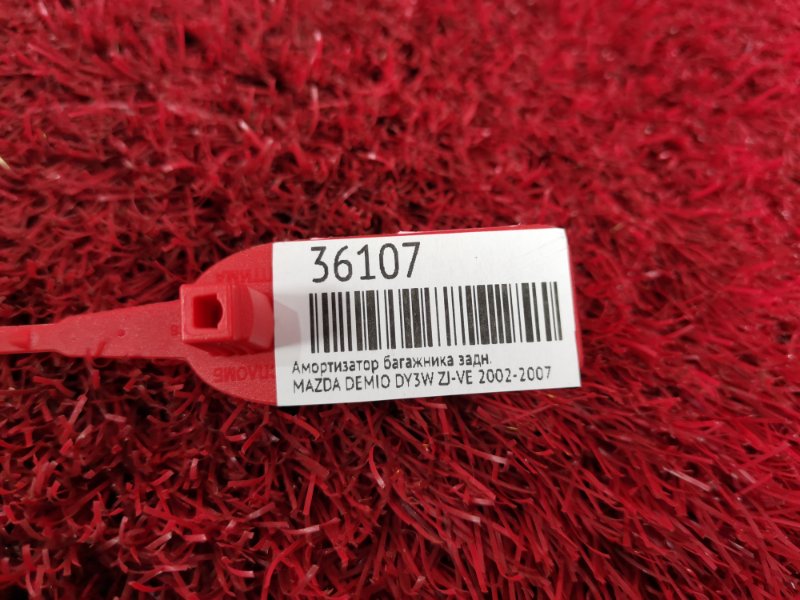 36107
Амортизатор багажника задн.
MAZDA DEMIO DY3W ZJ-VE 2002-2007